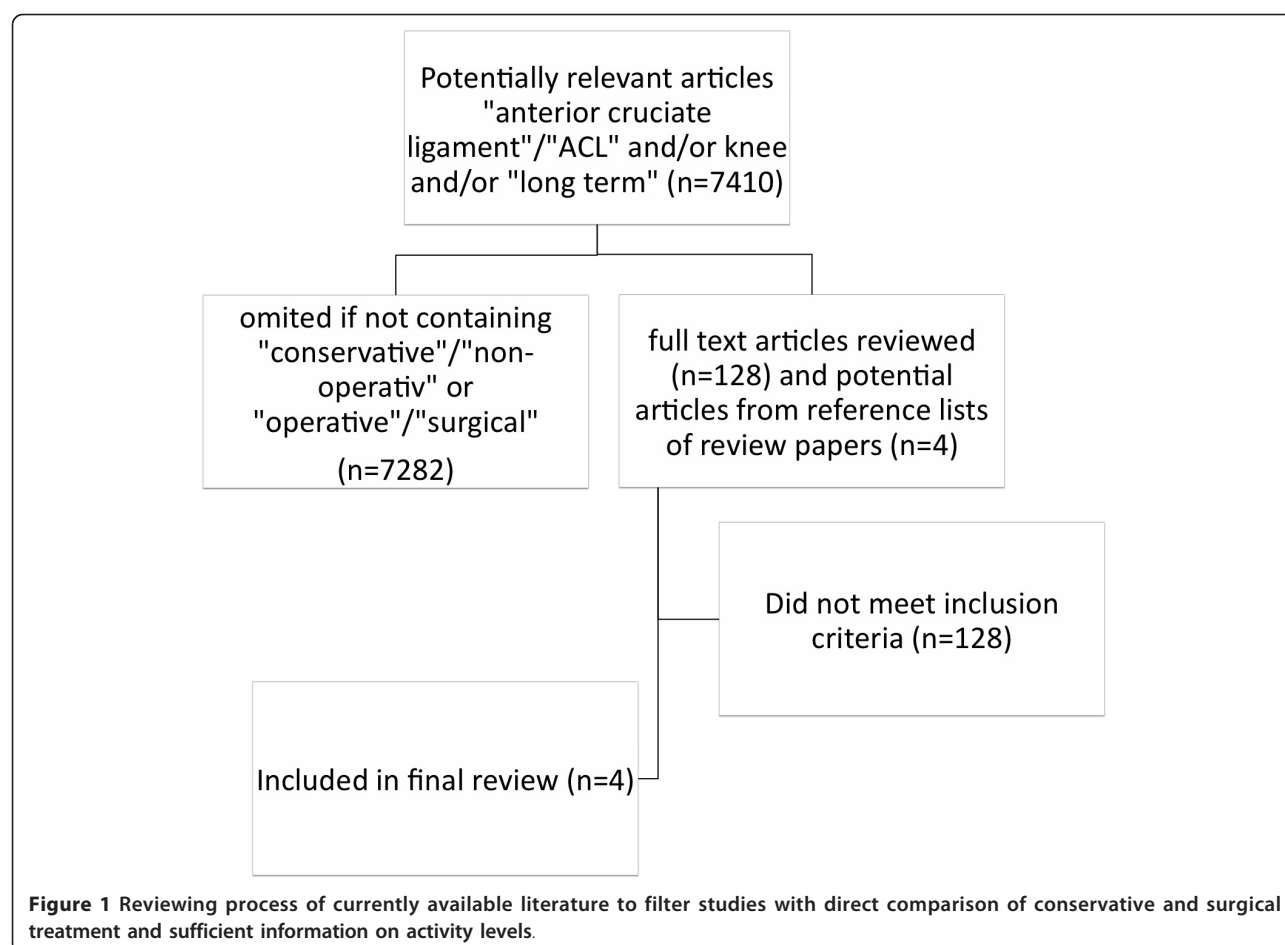 Potentially relevant articles
"anterior cruciate
ligament"/"ACL" and/or knee
and/or "long term" (n=7410)
omited if not containing
"conservative"/"non-
operativ" or
"operative"/"surgical"
(n=7282)
full text articles reviewed
(n=128) and potential
articles from reference lists
of review papers (n=4)
Did not meet inclusion
criteria (n=128)
Included in final review (n=4)
Figure 1 Reviewing process of currently available literature to filter studies with direct comparison of conservative and surgical
treatment and sufficient information on activity levels.